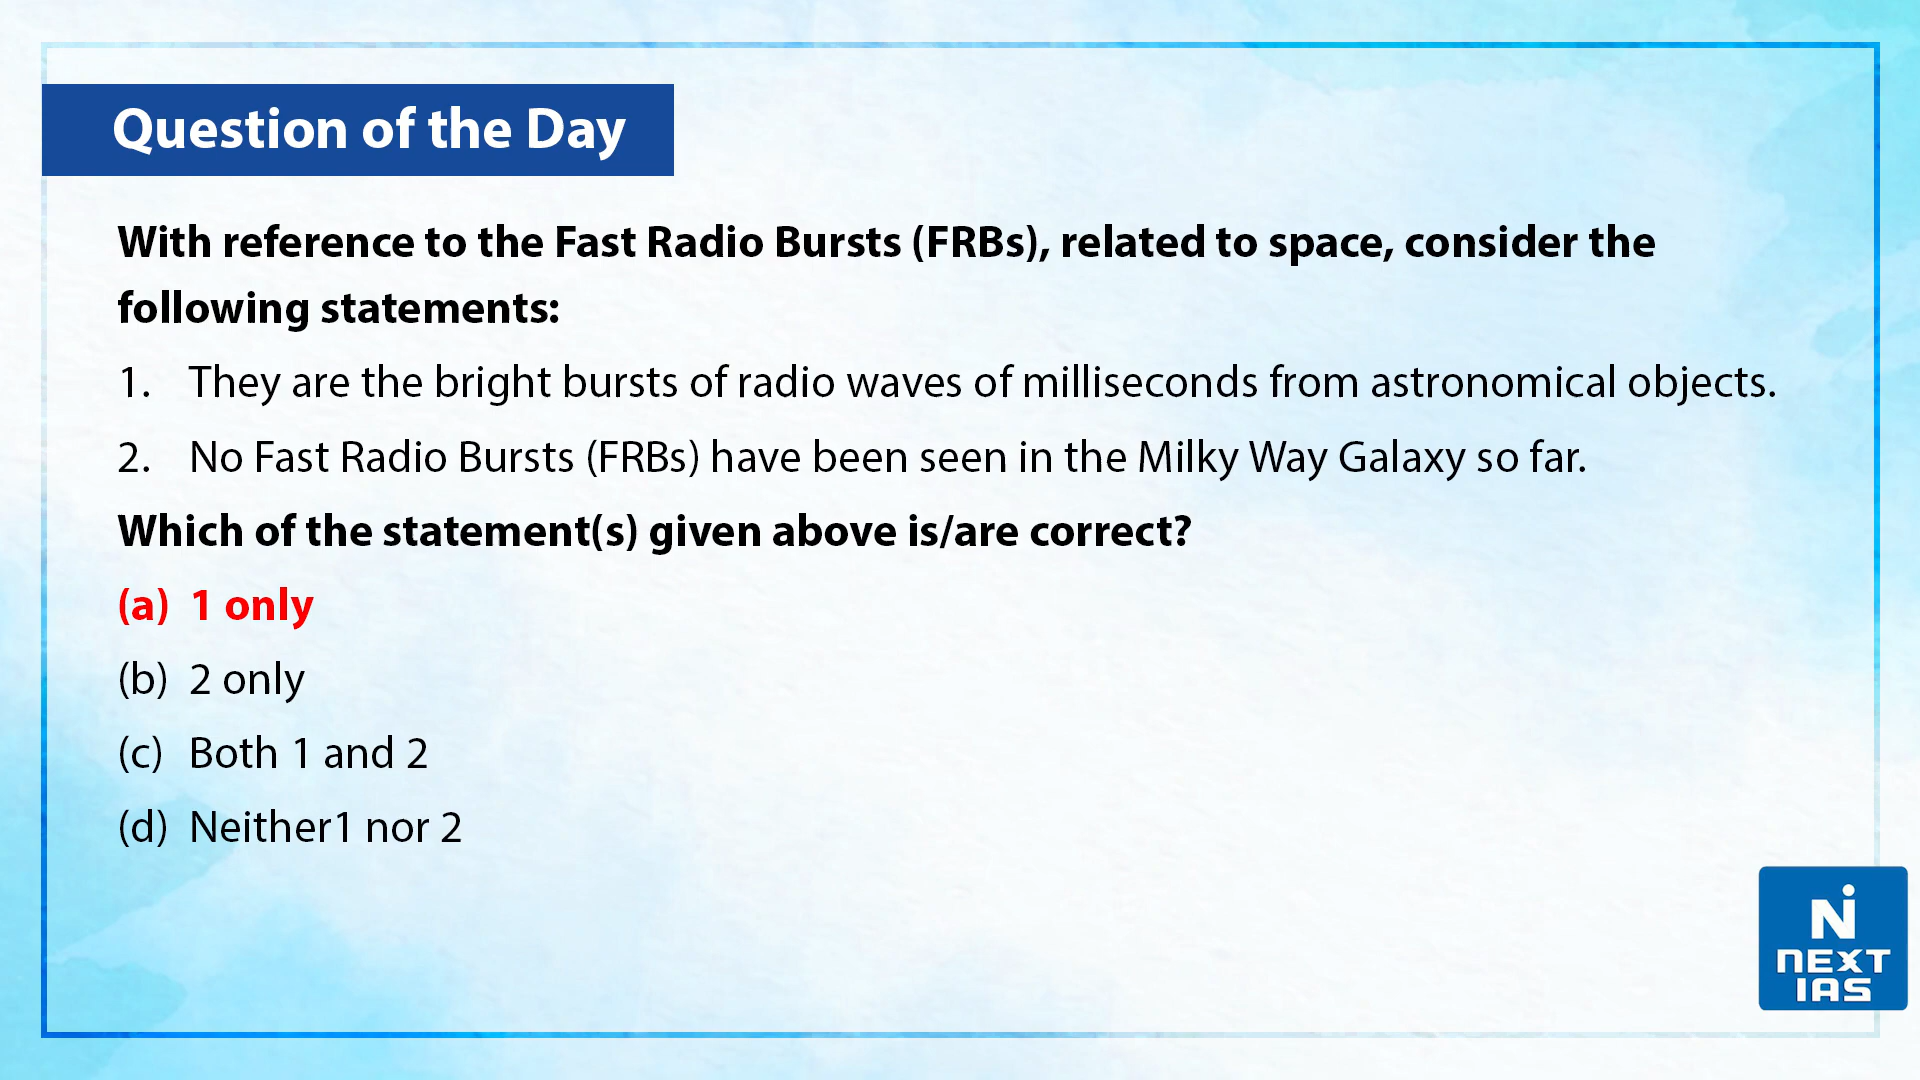 Question of the Day
With reference to the Fast Radio Bursts (FRBs), related to space, consider the
following statements:
1. They are the bright bursts of radio waves of milliseconds from astronomical objects.
2. No Fast Radio Bursts (FRBs) have been seen in the Milky Way Galaxy so far.
Which of the statement(s) given above is/are correct?
(a) 1 only
(b) 2 only
(c) Both 1 and 2
(d) Neither1 nor 2
N
NEXT
IAS